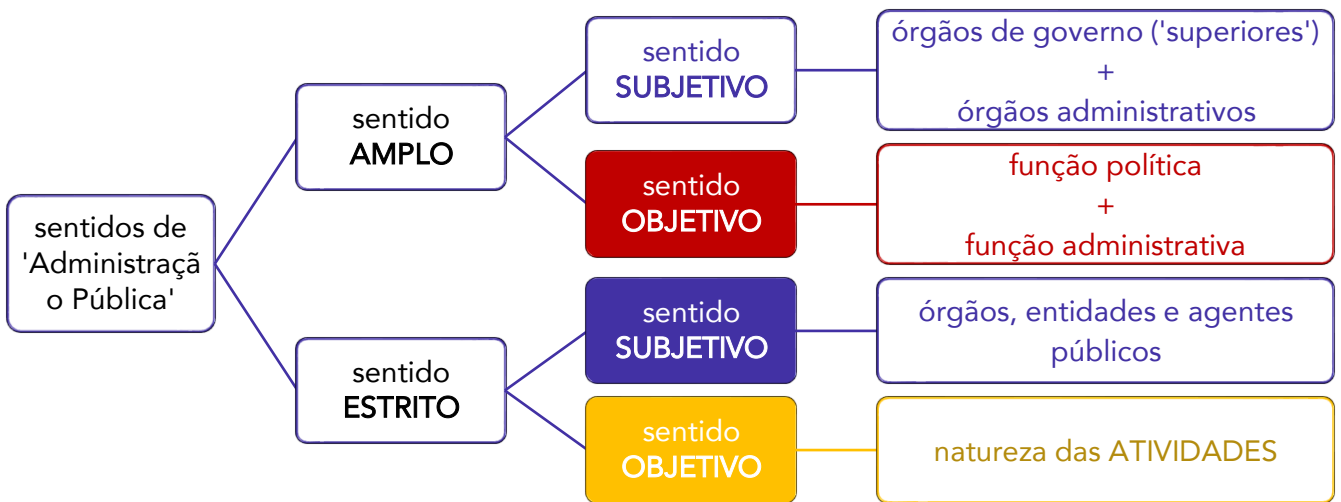 sentidos de
'Administraçã
o Pública'
sentido
AMPLO
sentido
SUBJETIVO
órgãos de governo ('superiores')
+
órgãos administrativos
sentido
OBJETIVO
função política
+
função administrativa
sentido
ESTRITO
sentido
SUBJETIVO
órgãos, entidades e agentes
públicos
sentido
OBJETIVO
natureza das ATIVIDADES